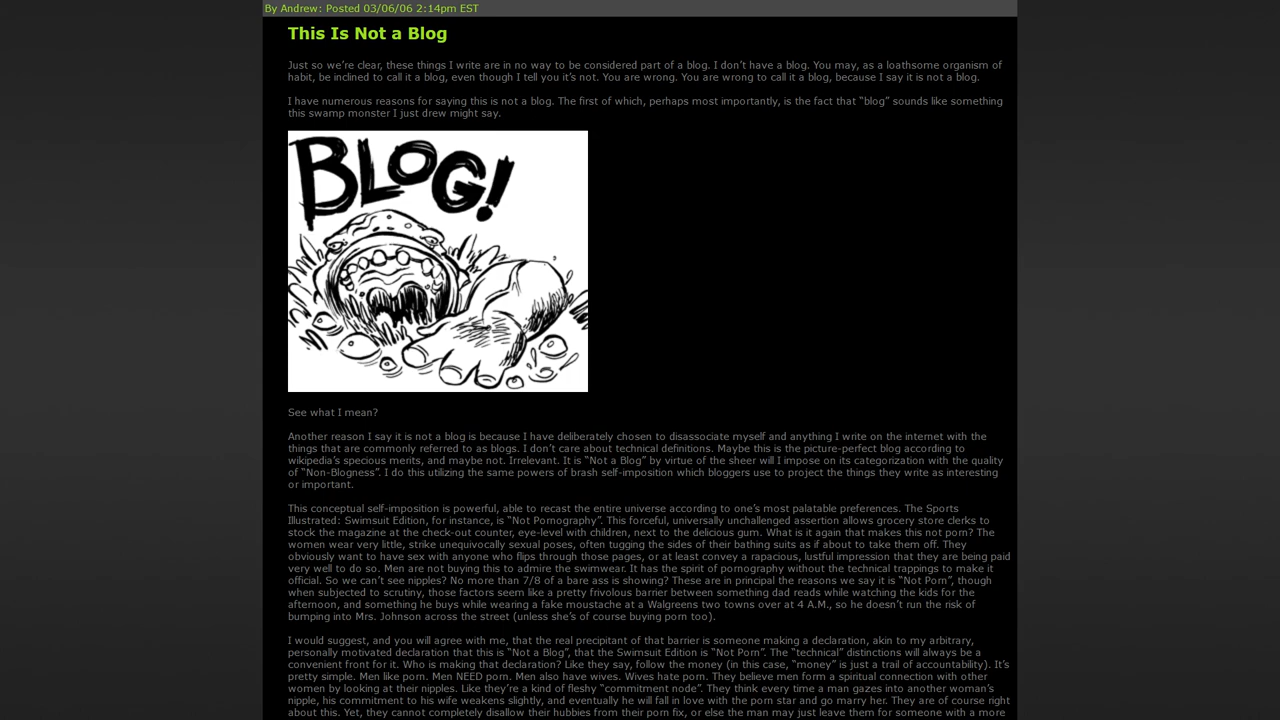 By Andrew: Posted 03/06/06 2:14pm EST
This Is Not a Blog
Just so we're clear, these things I write are in no way to be considered part of a blog. I don't have a blog. You may, as a loathsome organism of
habit, be inclined to call it a blog, even though I tell you it's not. You are wrong. You are wrong to call it a blog, because I say it is not a blog.
I have numerous reasons for saying this is not a blog. The first of which, perhaps most importantly, is the fact that “blog” sounds like something
this swamp monster I just drew might say.
BLOG!
See what I mean?
Another reason I say it is not a blog is because I have deliberately chosen to disassociate myself and anything I write on the internet with the
things that are commonly referred to as blogs. I don't care about technical definitions. Maybe this is the picture-perfect blog according to
wikipedia's specious merits, and maybe not. Irrelevant. It is “Not a Blog” by virtue of the sheer will I impose on its categorization with the quality
of “Non-Blogness”. I do this utilizing the same powers of brash self-imposition which bloggers use to project the things they write as interesting
or important.
This conceptual self-imposition is powerful, able to recast the entire universe according to one's most palatable preferences. The Sports
Illustrated: Swimsuit Edition, for instance, is “Not Pornography”. This forceful, universally unchallenged assertion allows grocery store clerks to
stock the magazine at the check-out counter, eye-level with children, next to the delicious gum. What is it again that makes this not porn? The
women wear very little, strike unequivocally sexual poses, often tugging the sides of their bathing suits as if about to take them off. They
obviously want to have sex with anyone who flips through those pages, or at least convey a rapacious, lustful impression that they are being paid
very well to do so. Men are not buying this to admire the swimwear. It has the spirit of pornography without the technical trappings to make it
official. So we can't see nipples? No more than 7/8 of a bare ass is showing? These are in principal the reasons we say it is “Not Porn”, though
when subjected to scrutiny, those factors seem like a pretty frivolous barrier between something dad reads while watching the kids for the
afternoon, and something he buys while wearing a fake moustache at a Walgreens two towns over at 4 A.M., so he doesn't run the risk of
bumping into Mrs. Johnson across the street (unless she's of course buying porn too).
I would suggest, and you will agree with me, that the real precipitant of that barrier is someone making a declaration, akin to my arbitrary,
personally motivated declaration that this is “Not a Blog”, that the Swimsuit Edition is “Not Porn”. The “technical” distinctions will always be a
convenient front for it. Who is making that declaration? Like they say, follow the money (in this case, “money” is just a trail of accountability). It's
pretty simple. Men like porn. Men NEED porn. Men also have wives. Wives hate porn. They believe men form a spiritual connection with other
women by looking at their nipples. Like they're a kind of fleshy “commitment node”. They think every time a man gazes into another woman's
nipple, his commitment to his wife weakens slightly, and eventually he will fall in love with the porn star and go marry her. They are of course right
about this. Yet, they cannot completely disallow their hubbies from their porn fix, or else the man may just leave them for someone with a more